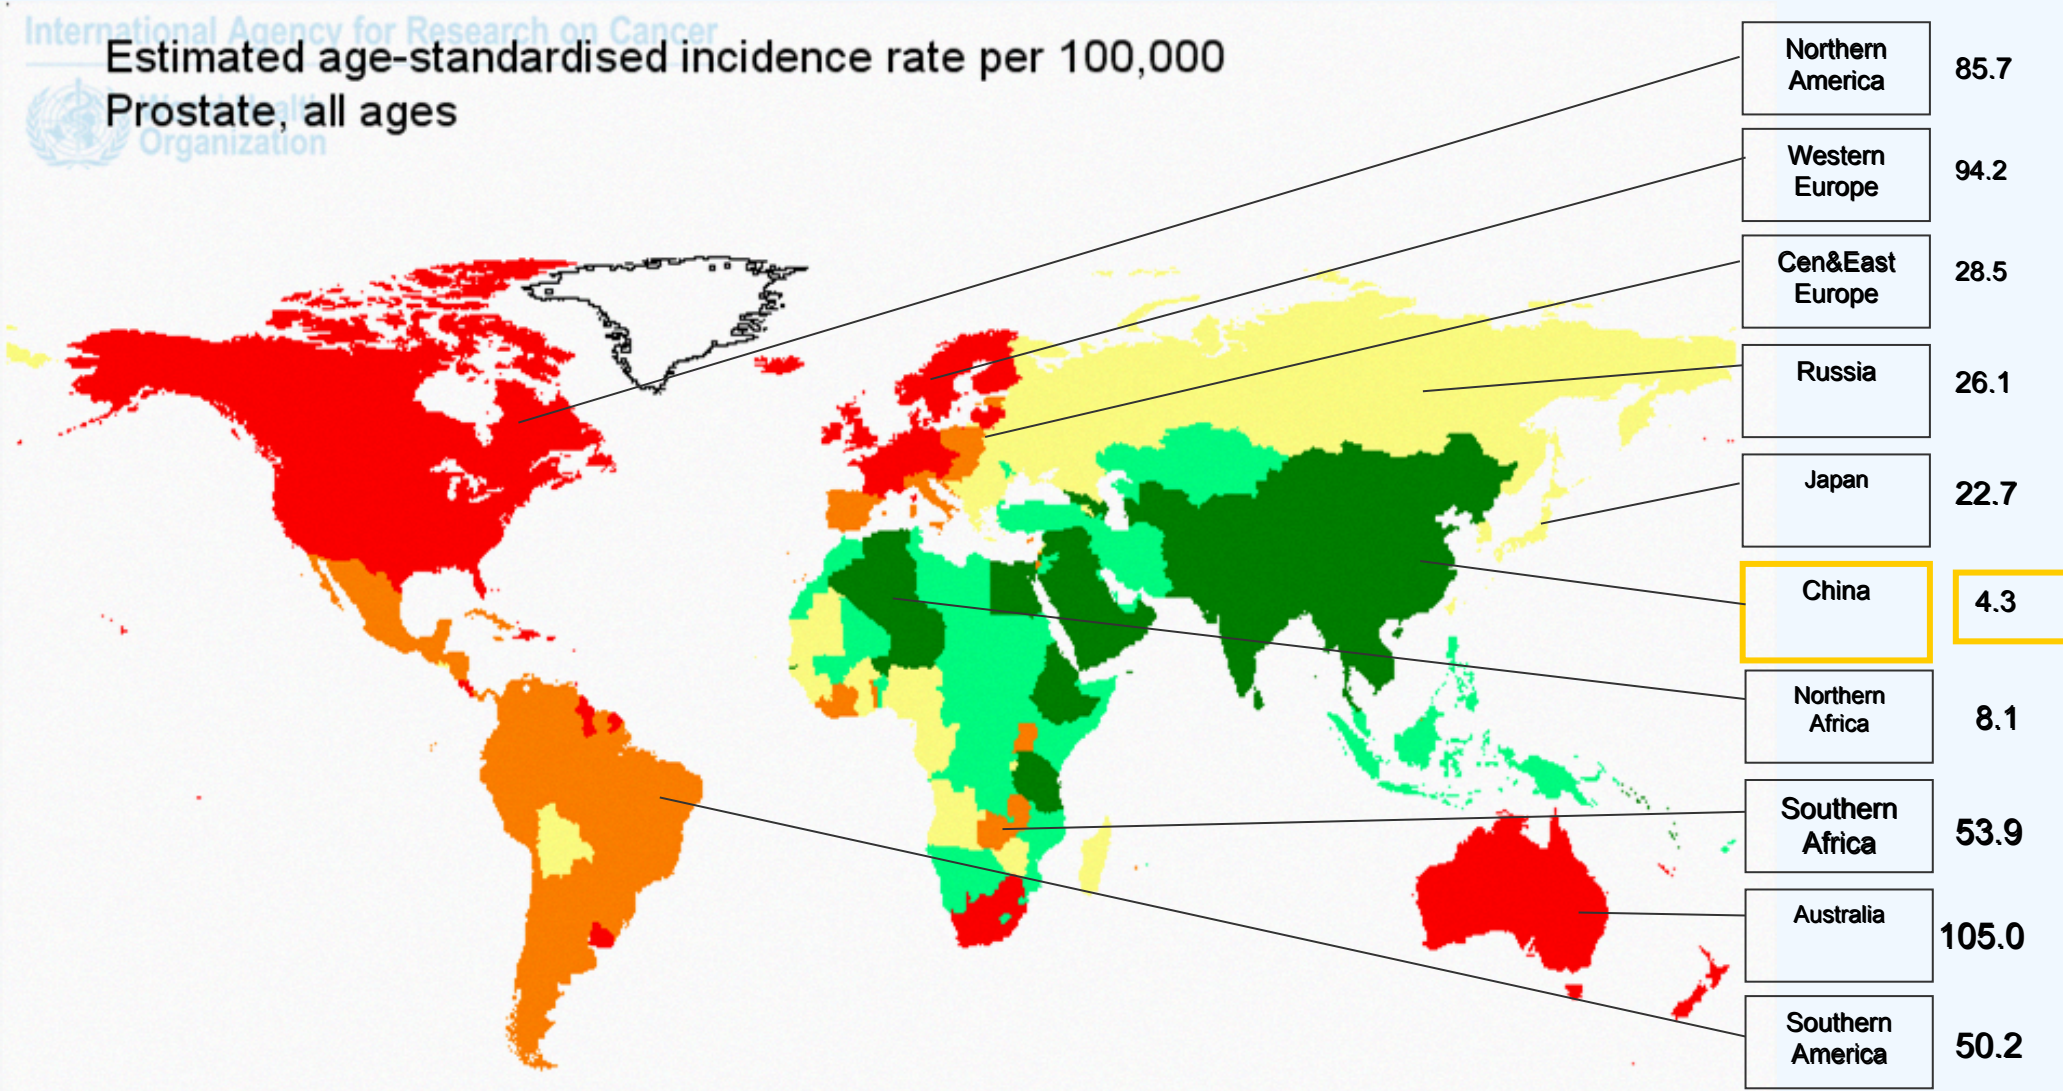 International Agency for Research on Cancer
Estimated age-standardised incidence rate per 100,000
Prostate, all ages
World Health
Organization
Northern
America
85.7
Western
Europe
94.2
Cen&East
Europe
28.5
Russia
26.1
Japan
22.7
China
4.3
Northern
Africa
8.1
Southern
Africa
53.9
Australia
105.0
Southern
America
50.2